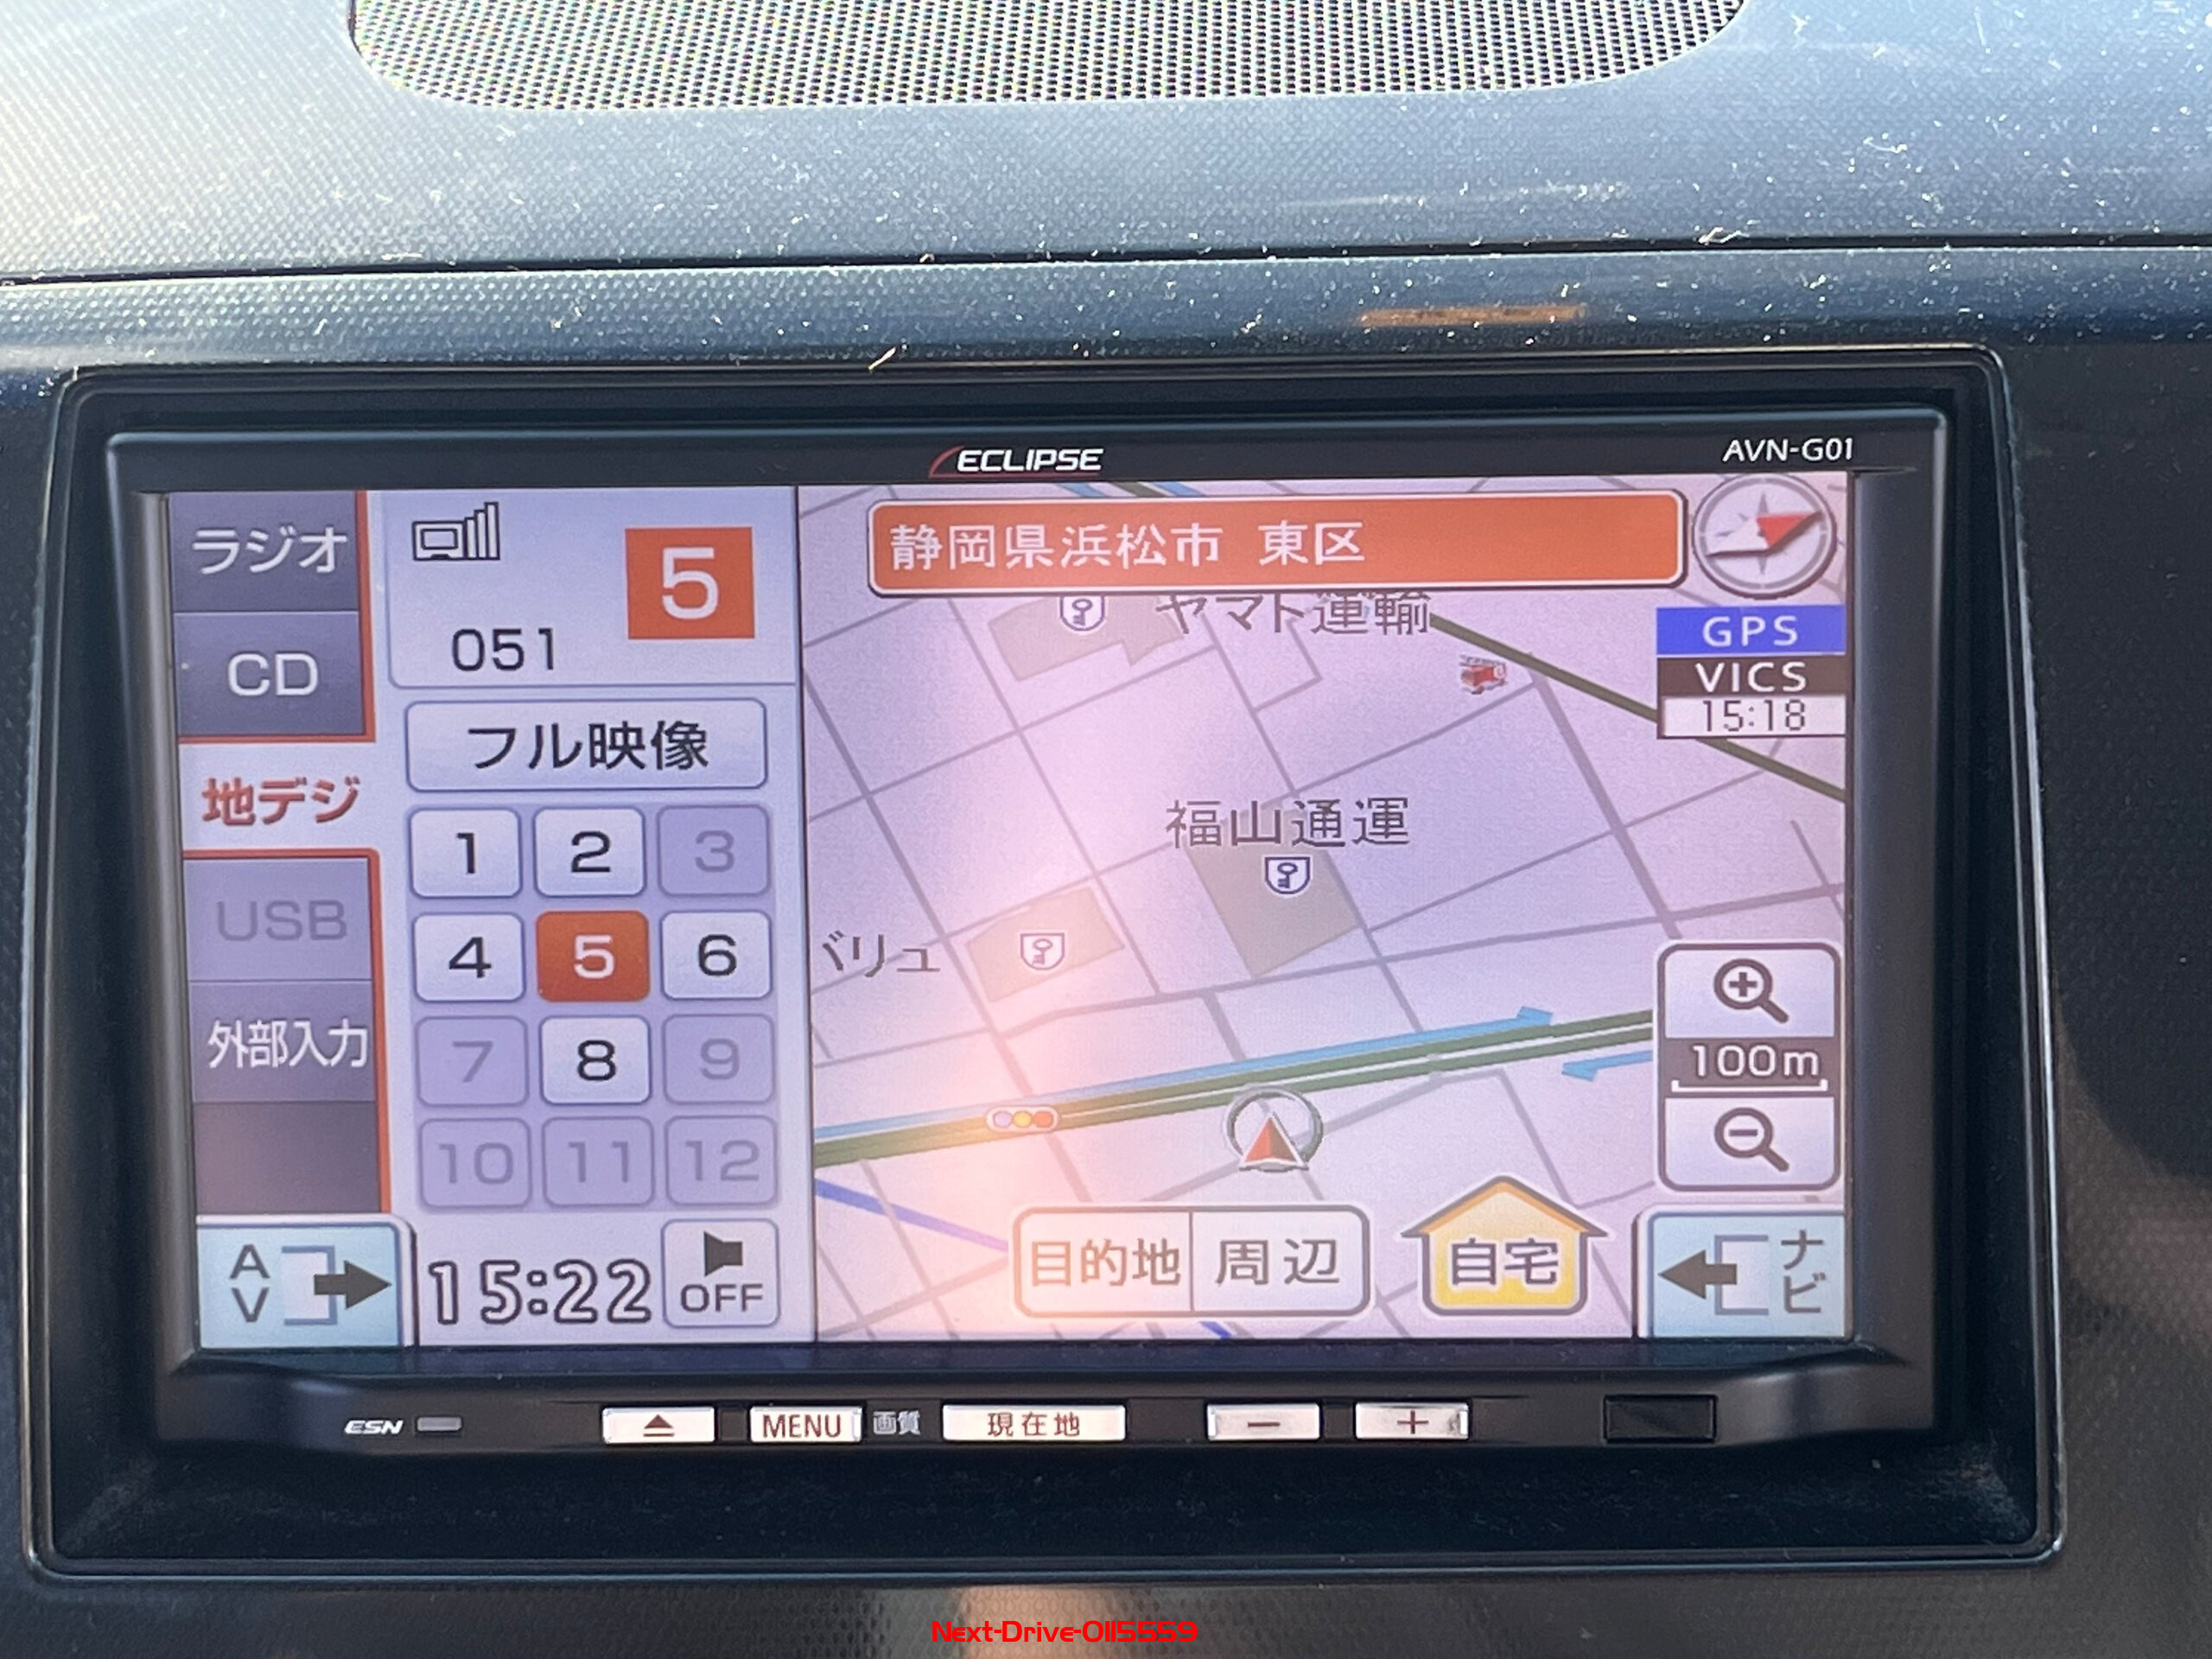 ECLIPSE
AVN-G01
ラジオ
CD
地デジ
USB
外部入力
AV
5
051
フル映像
1 2 3
4 5 6
7 8 9
10 11 12
15:22
OFF
静岡県浜松市 東区
ヤマト運輸
GPS
VICS
15:18
福山通運
バリュ
100m
目的地
周辺
自宅
ナビ
ESN
MENU
画質
現在地
Next-Drive-0115559